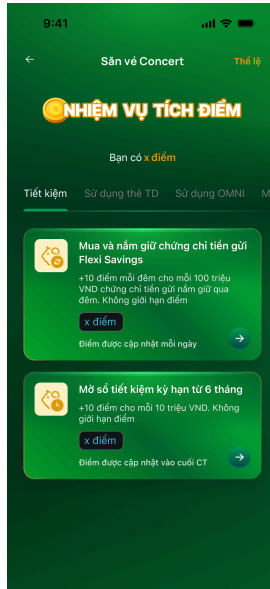 9:41
Săn vé Concert
Thể lệ
NHIỆM VỤ TÍCH ĐIỂM
Bạn có x điểm
Tiết kiệm
Sử dụng thẻ TD
Sử dụng OMNI
M
Mua và nắm giữ chứng chỉ tiền gửi
Flexi Savings
+10 điểm mỗi đêm cho mỗi 100 triệu
VND chứng chỉ tiền gửi nắm giữ qua
đêm. Không giới hạn điểm
x điểm
Điểm được cập nhật mỗi ngày
Mở sổ tiết kiệm kỳ hạn từ 6 tháng
+10 điểm cho mỗi 10 triệu VND. Không
giới hạn điểm
x điểm
Điểm được cập nhật vào cuối CT